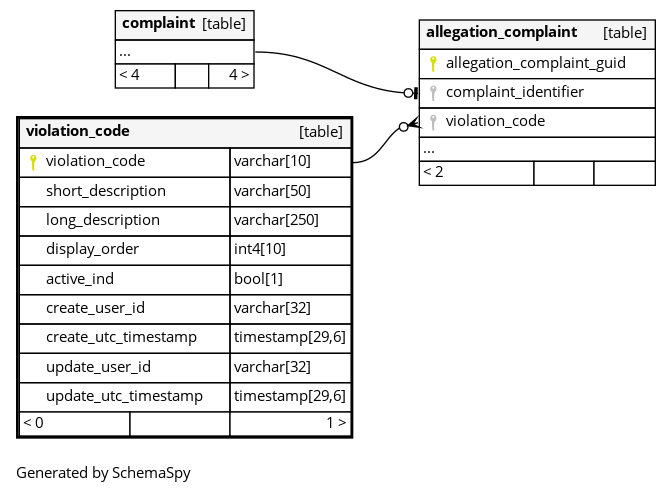 complaint [table]
...
< 4 4 >
allegation_complaint [table]
allegation_complaint_guid
complaint_identifier
violation_code
...
< 2
violation_code [table]
violation_code varchar[10]
short_description varchar[50]
long_description varchar[250]
display_order int4[10]
active_ind bool[1]
create_user_id varchar[32]
create_utc_timestamp timestamp[29,6]
update_user_id varchar[32]
update_utc_timestamp timestamp[29,6]
< 0 1 >
Generated by SchemaSpy